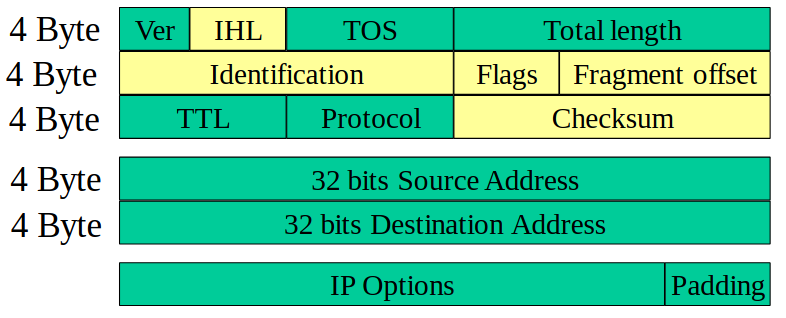 4 Byte Ver IHL TOS Total length
4 Byte Identification Flags Fragment offset
4 Byte TTL Protocol Checksum
4 Byte 32 bits Source Address
4 Byte 32 bits Destination Address
IP Options Padding